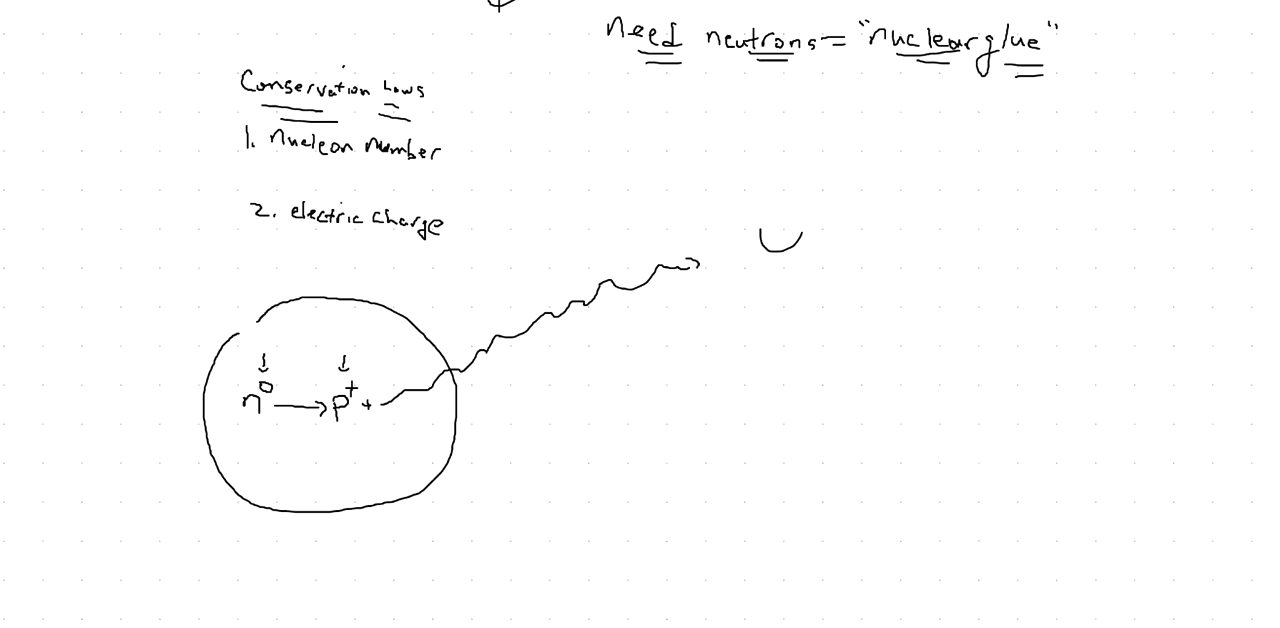 need neutrons = "nuclear glue"
Conservation Laws
1. nucleon number
2. electric charge
n⁰ → p⁺ +